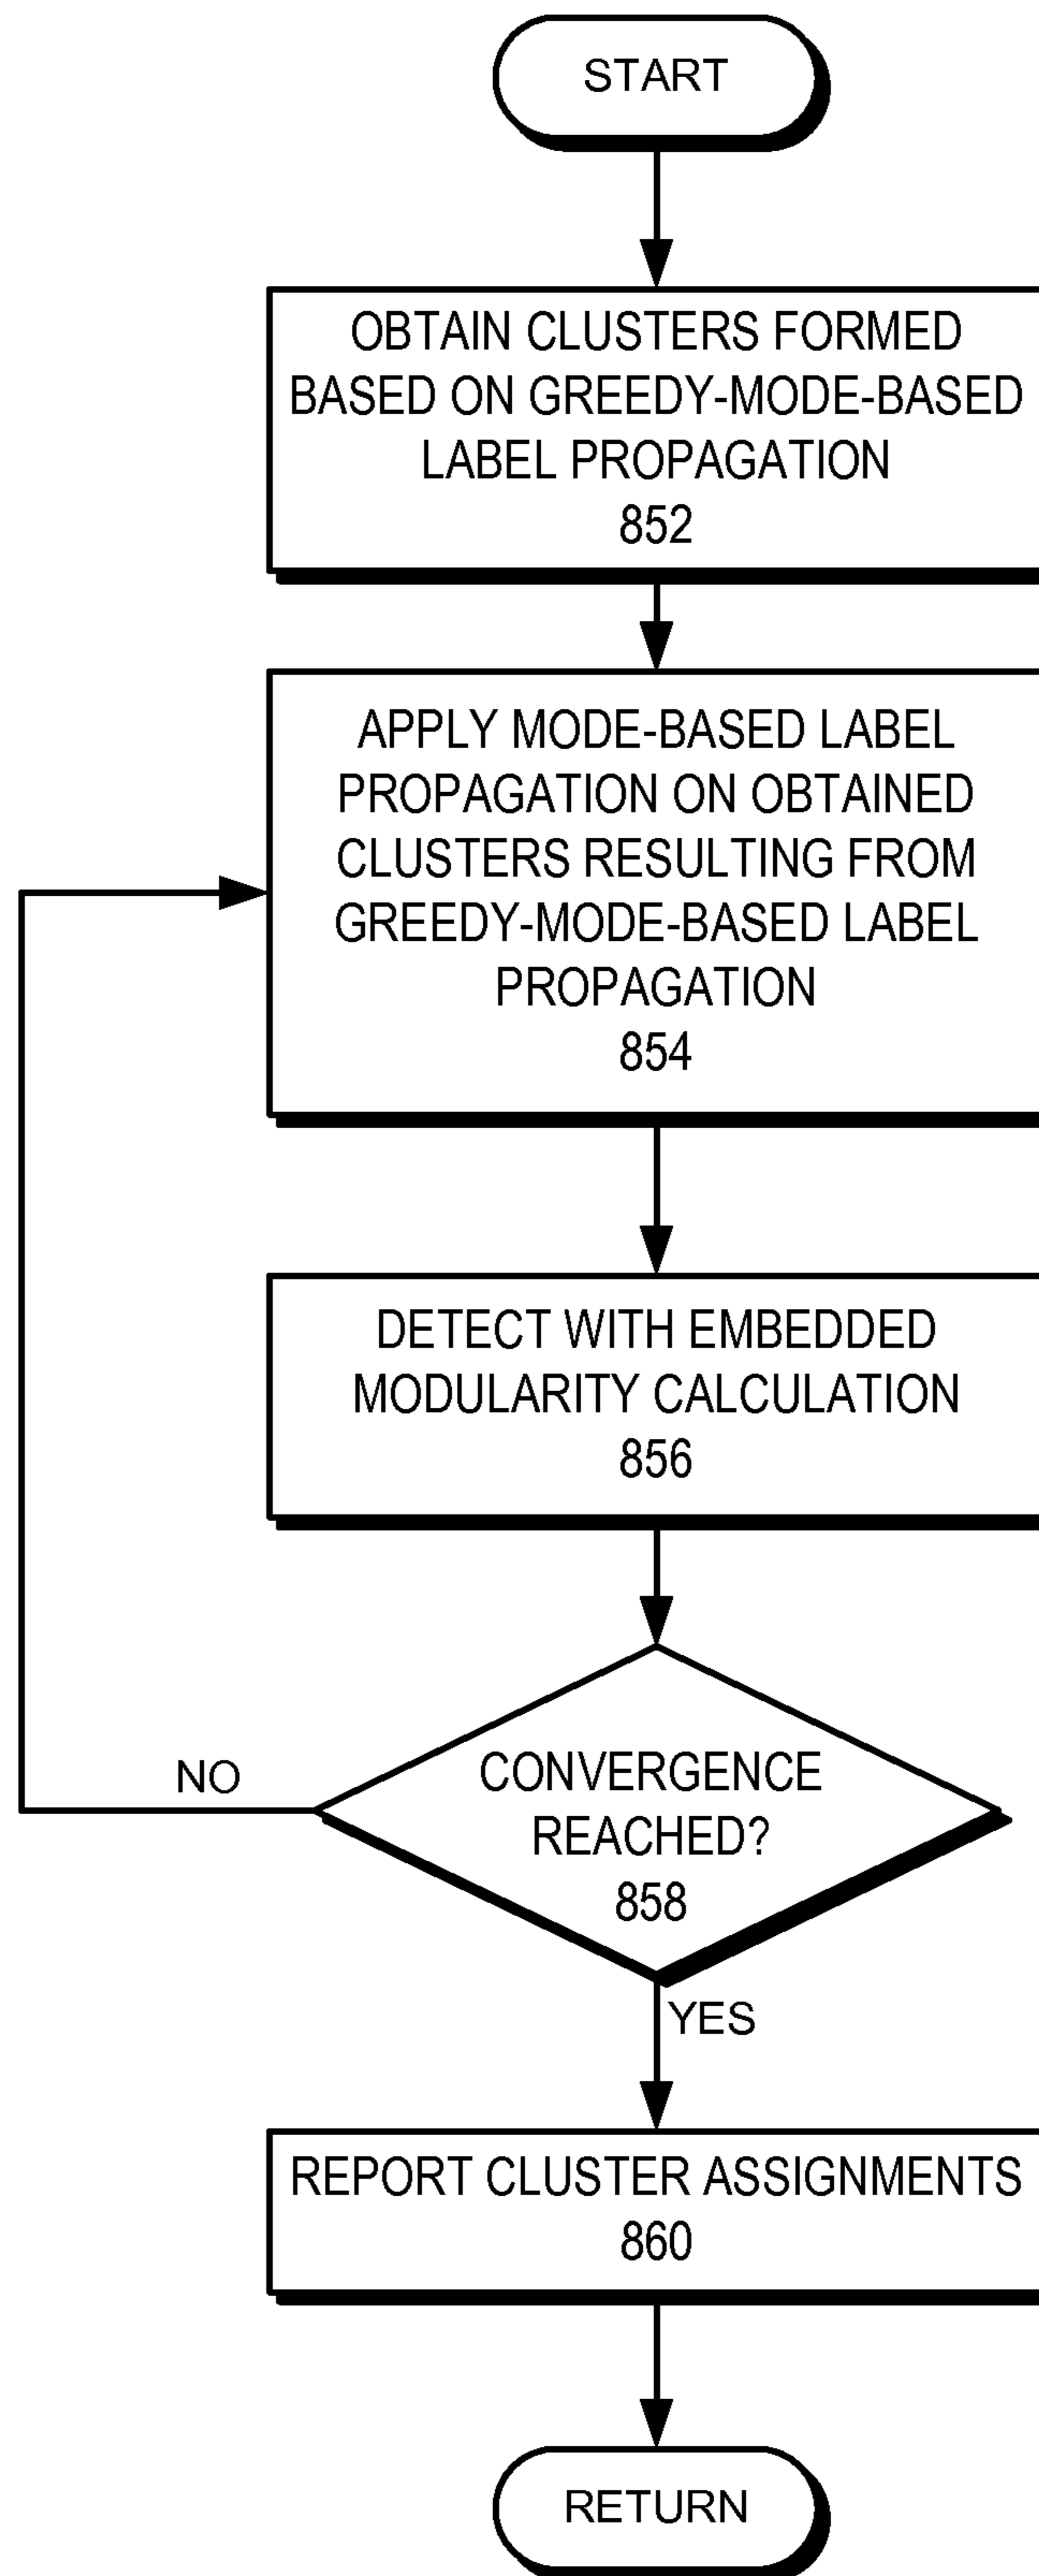 START
OBTAIN CLUSTERS FORMED
BASED ON GREEDY-MODE-BASED
LABEL PROPAGATION
852
APPLY MODE-BASED LABEL
PROPAGATION ON OBTAINED
CLUSTERS RESULTING FROM
GREEDY-MODE-BASED LABEL
PROPAGATION
854
DETECT WITH EMBEDDED
MODULARITY CALCULATION
856
NO
CONVERGENCE
REACHED?
858
YES
REPORT CLUSTER ASSIGNMENTS
860
RETURN